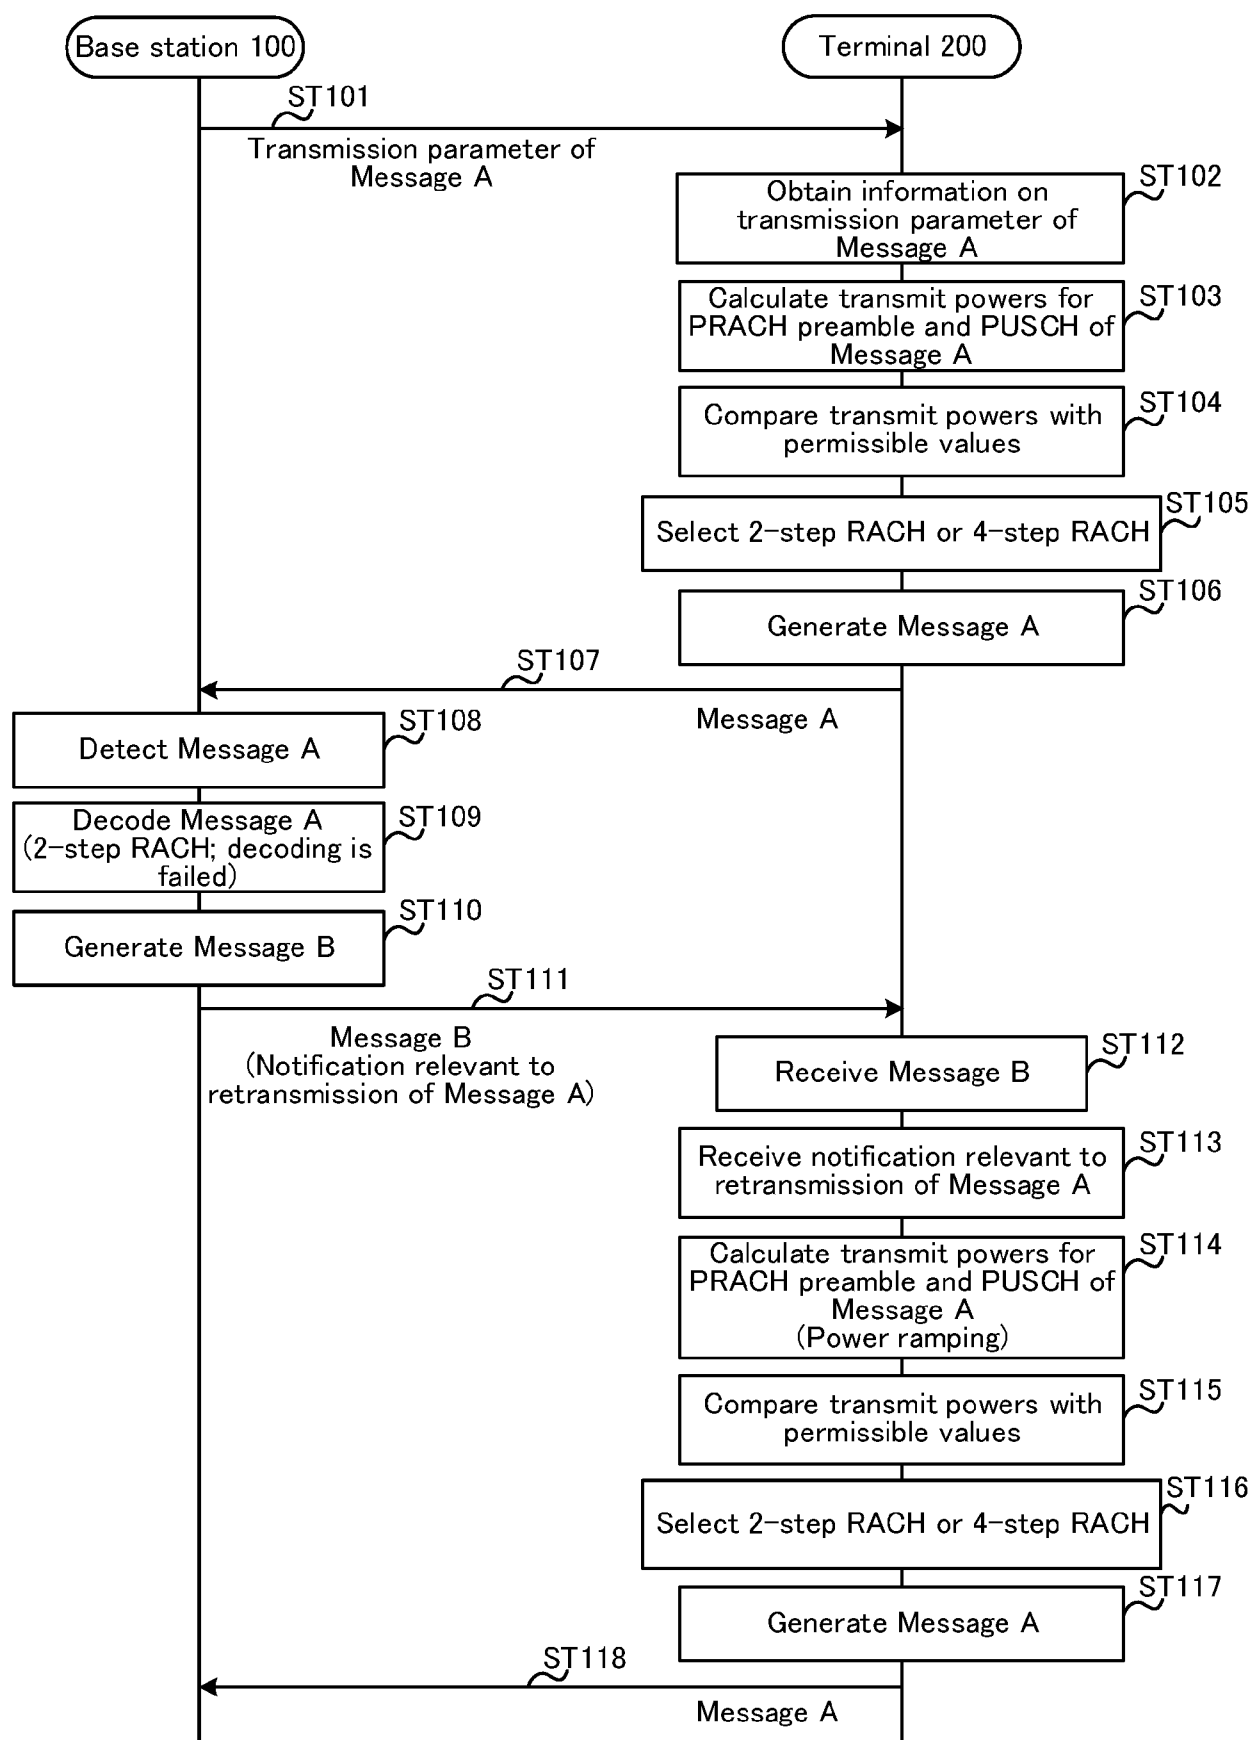 Base station 100
Terminal 200
ST101
Transmission parameter of
Message A
ST102
Obtain information on
transmission parameter of
Message A
ST103
Calculate transmit powers for
PRACH preamble and PUSCH of
Message A
ST104
Compare transmit powers with
permissible values
ST105
Select 2-step RACH or 4-step RACH
ST106
Generate Message A
ST107
Message A
ST108
Detect Message A
ST109
Decode Message A
(2-step RACH; decoding is
failed)
ST110
Generate Message B
ST111
Message B
(Notification relevant to
retransmission of Message A)
ST112
Receive Message B
ST113
Receive notification relevant to
retransmission of Message A
ST114
Calculate transmit powers for
PRACH preamble and PUSCH of
Message A
(Power ramping)
ST115
Compare transmit powers with
permissible values
ST116
Select 2-step RACH or 4-step RACH
ST117
Generate Message A
ST118
Message A